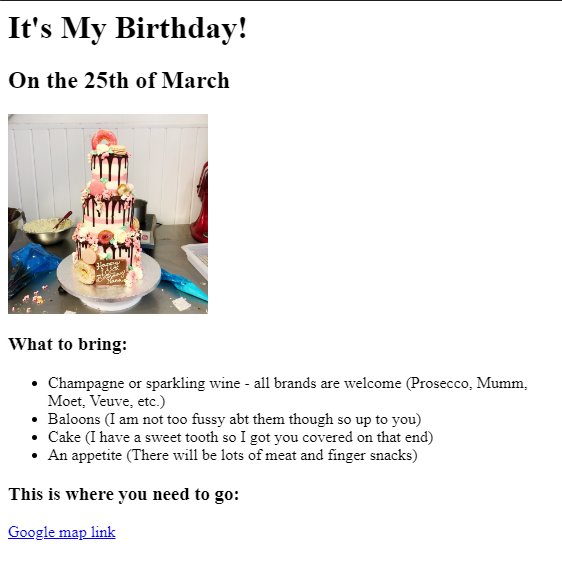 It's My Birthday!
On the 25th of March
What to bring:
Champagne or sparkling wine - all brands are welcome (Prosecco, Mumm,
Moet, Veuve, etc.)
Baloons (I am not too fussy abt them though so up to you)
Cake (I have a sweet tooth so I got you covered on that end)
An appetite (There will be lots of meat and finger snacks)
This is where you need to go:
Google map link